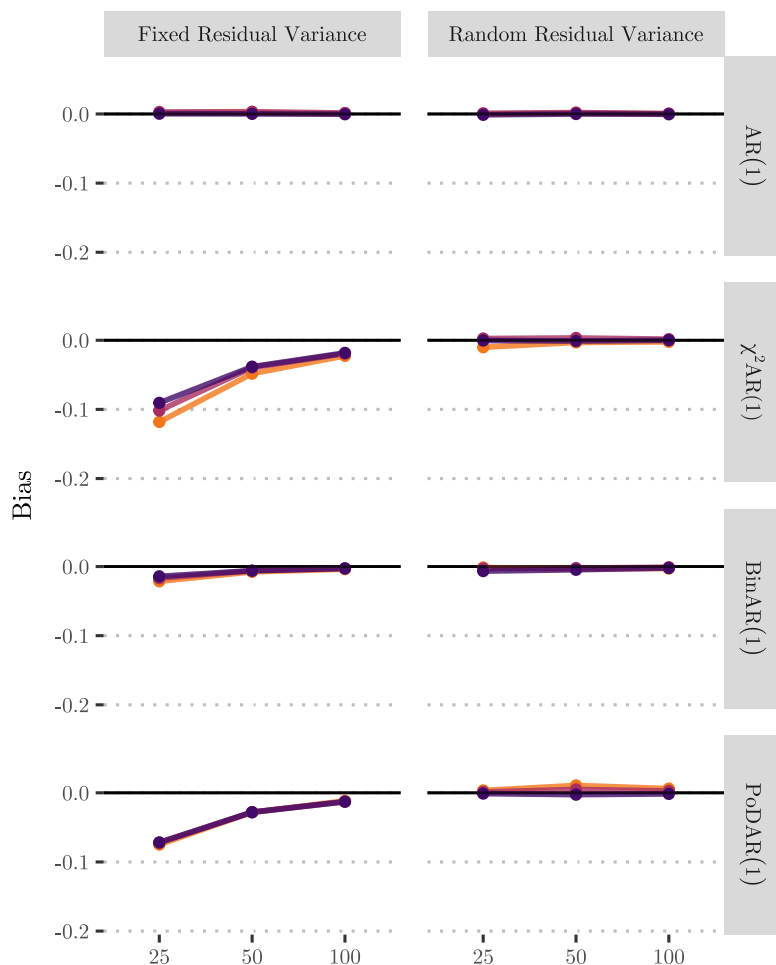 Fixed Residual Variance
Random Residual Variance
0.0
-0.1
-0.2
AR(1)
0.0
-0.1
-0.2
χ²AR(1)
Bias
0.0
-0.1
-0.2
BinAR(1)
0.0
-0.1
-0.2
PoDAR(1)
25 50 100
25 50 100